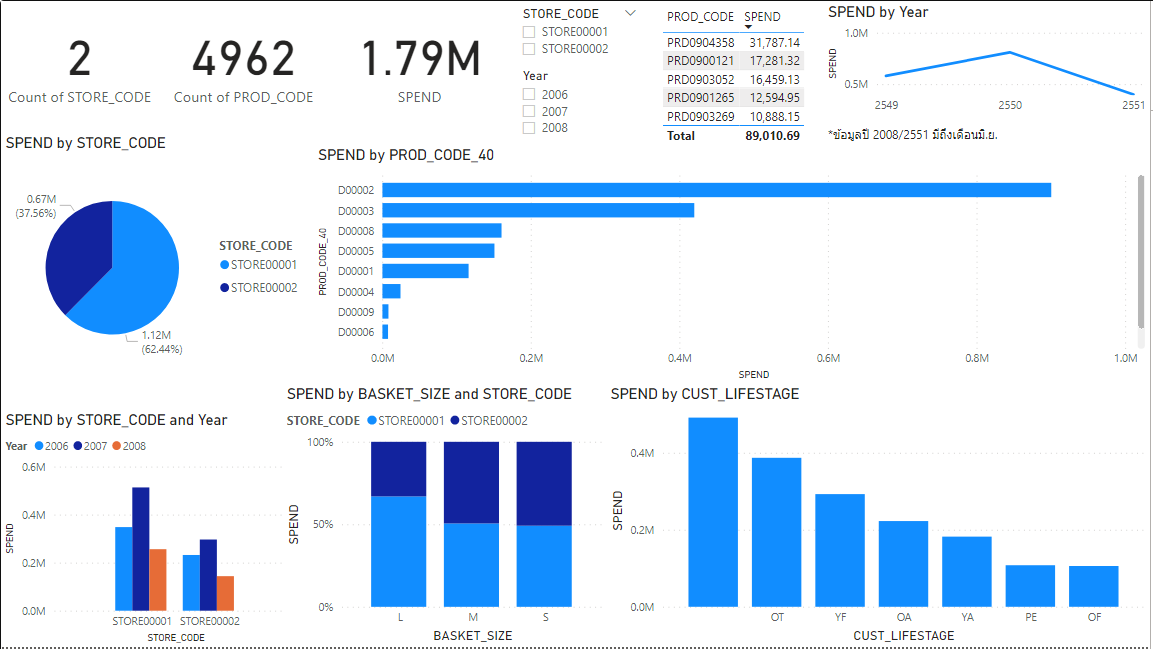 2
Count of STORE_CODE
4962
Count of PROD_CODE
1.79M
SPEND
STORE_CODE
STORE00001
STORE00002
Year
2006
2007
2008
PROD_CODE SPEND
PRD0904358 31,787.14
PRD0900121 17,281.32
PRD0903052 16,459.13
PRD0901265 12,594.95
PRD0903269 10,888.15
Total 89,010.69
SPEND by Year
1.0M
0.5M
SPEND
2549 2550 2551
*ข้อมูลปี 2008/2551 มีถึงเดือนมิ.ย.
SPEND by STORE_CODE
0.67M
(37.56%)
1.12M
(62.44%)
STORE_CODE
STORE00001
STORE00002
SPEND by PROD_CODE_40
PROD_CODE_40
D00002
D00003
D00008
D00005
D00001
D00004
D00009
D00006
0.0M 0.2M 0.4M 0.6M 0.8M 1.0M
SPEND
SPEND by STORE_CODE and Year
Year 2006 2007 2008
0.6M
0.4M
0.2M
0.0M
SPEND
STORE00001 STORE00002
STORE_CODE
SPEND by BASKET_SIZE and STORE_CODE
STORE_CODE STORE00001 STORE00002
100%
50%
0%
SPEND
L M S
BASKET_SIZE
SPEND by CUST_LIFESTAGE
0.4M
0.2M
0.0M
SPEND
OT YF OA YA PE OF
CUST_LIFESTAGE